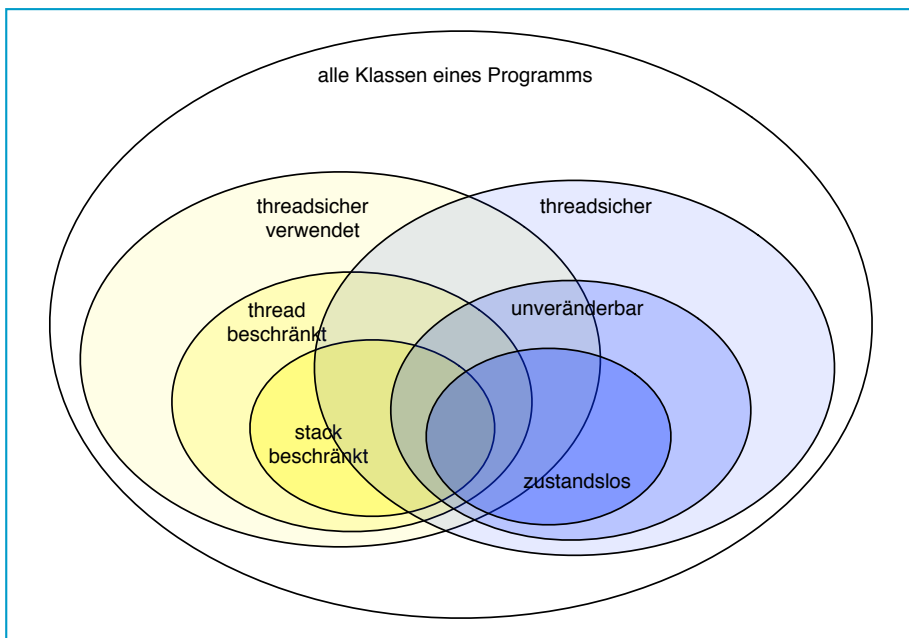 alle Klassen eines Programms
threadsicher
verwendet
threadsicher
thread
beschränkt
unveränderbar
stack
beschränkt
zustandslos